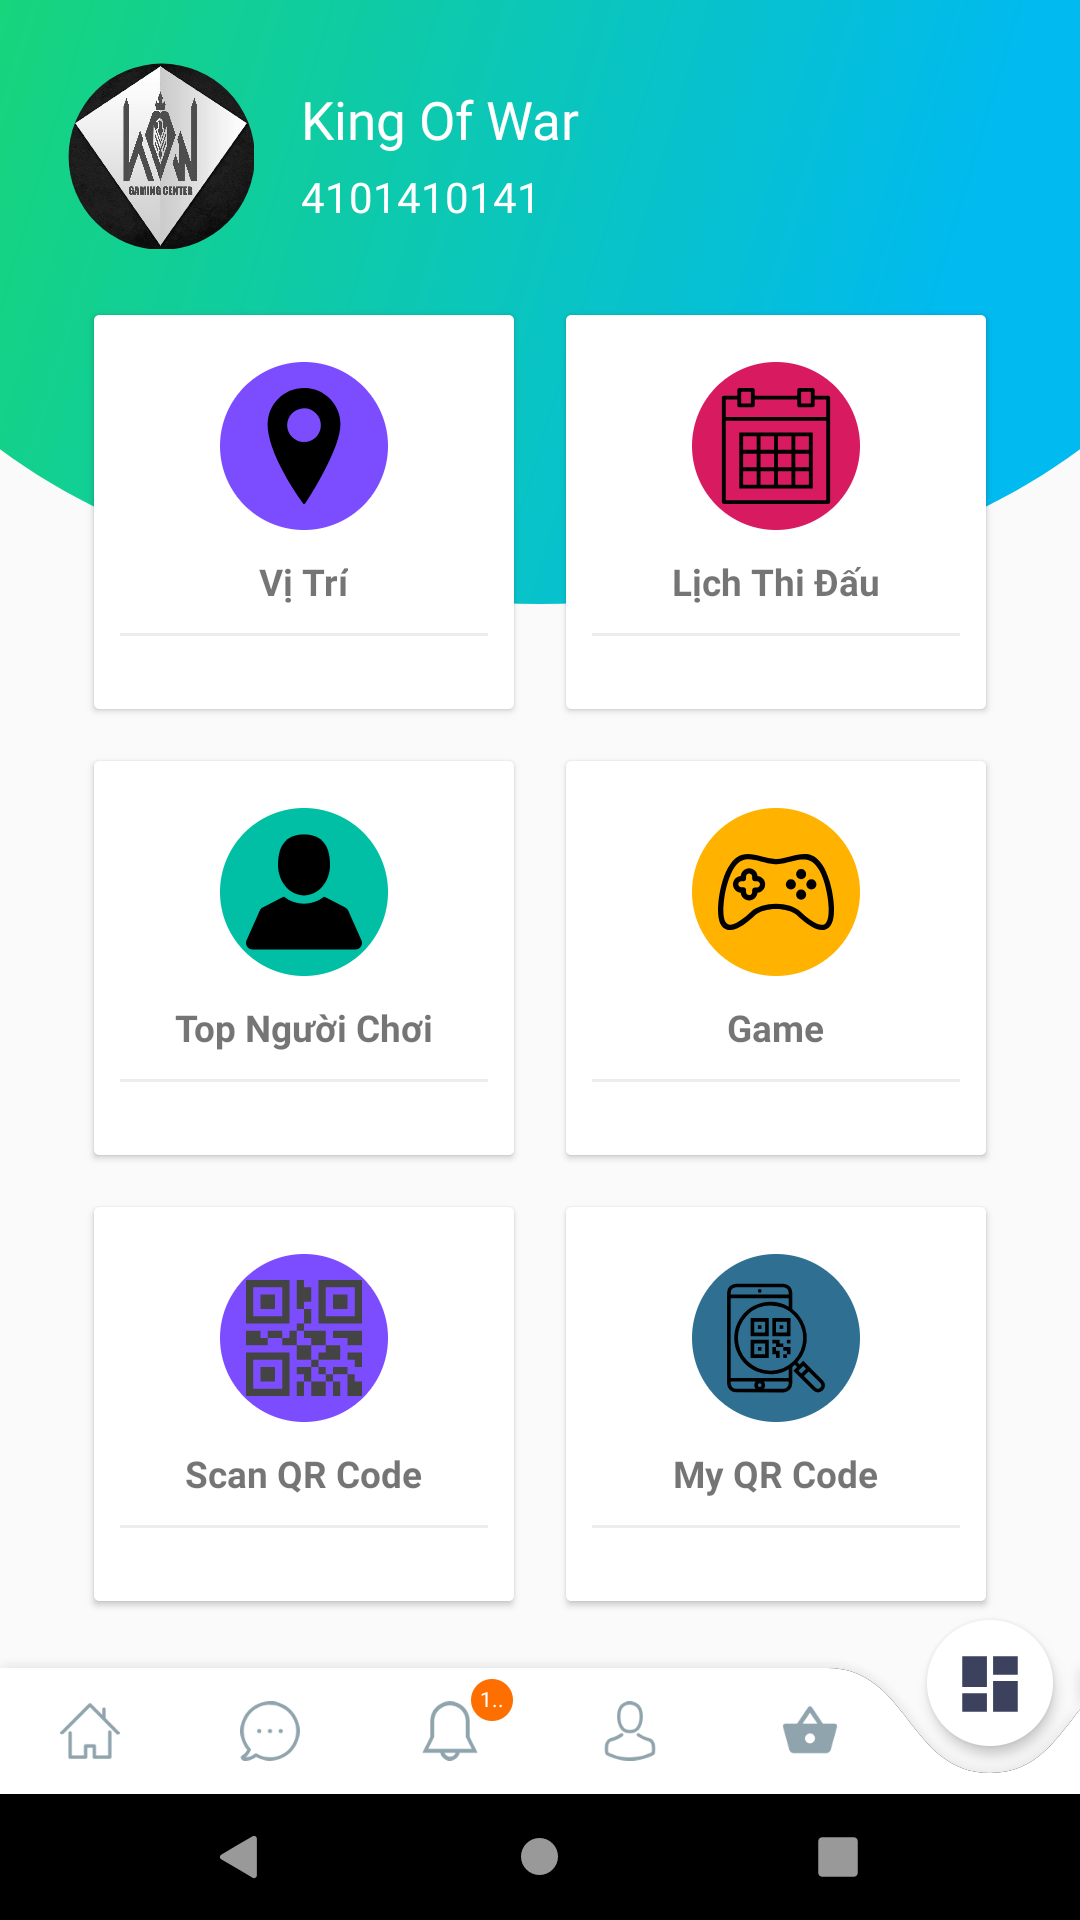 GAMING CENTER
King Of War
4101410141
Vị Trí
Lịch Thi Đấu
Top Người Chơi
Game
Scan QR Code
My QR Code
1..